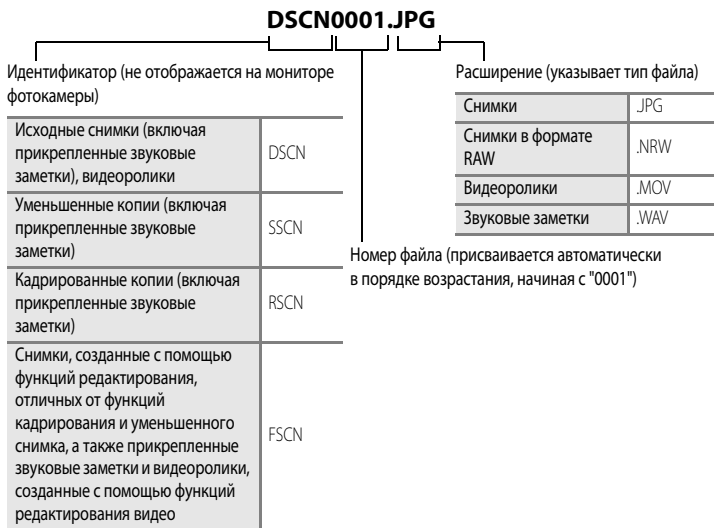 DSCN0001.JPG
Идентификатор (не отображается на мониторе
фотокамеры)
Исходные снимки (включая
прикрепленные звуковые
заметки), видеоролики
DSCN
Уменьшенные копии (включая
прикрепленные звуковые
заметки)
SSCN
Кадрированные копии (включая
прикрепленные звуковые
заметки)
RSCN
Снимки, созданные с помощью
функций редактирования,
отличных от функций
кадрирования и уменьшенного
снимка, а также прикрепленные
звуковые заметки и видеоролики,
созданные с помощью функций
редактирования видео
FSCN
Расширение (указывает тип файла)
Снимки
.JPG
Снимки в формате
RAW
.NRW
Видеоролики
.MOV
Звуковые заметки
.WAV
Номер файла (присваивается автоматически
в порядке возрастания, начиная с "0001")